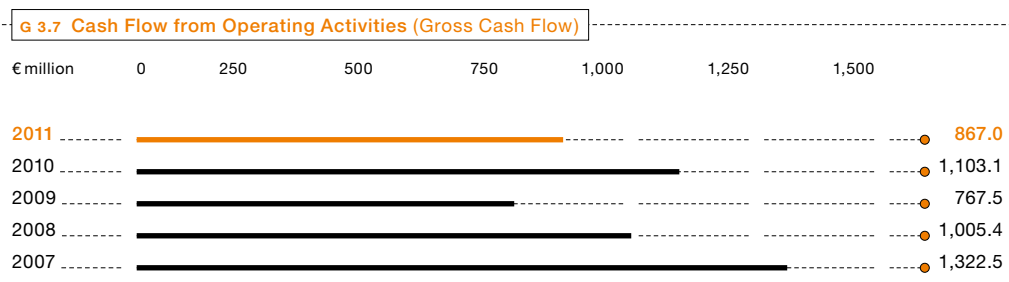 G 3.7 Cash Flow from Operating Activities (Gross Cash Flow)
€ million 0 250 500 750 1,000 1,250 1,500
2011 867.0
2010 1,103.1
2009 767.5
2008 1,005.4
2007 1,322.5